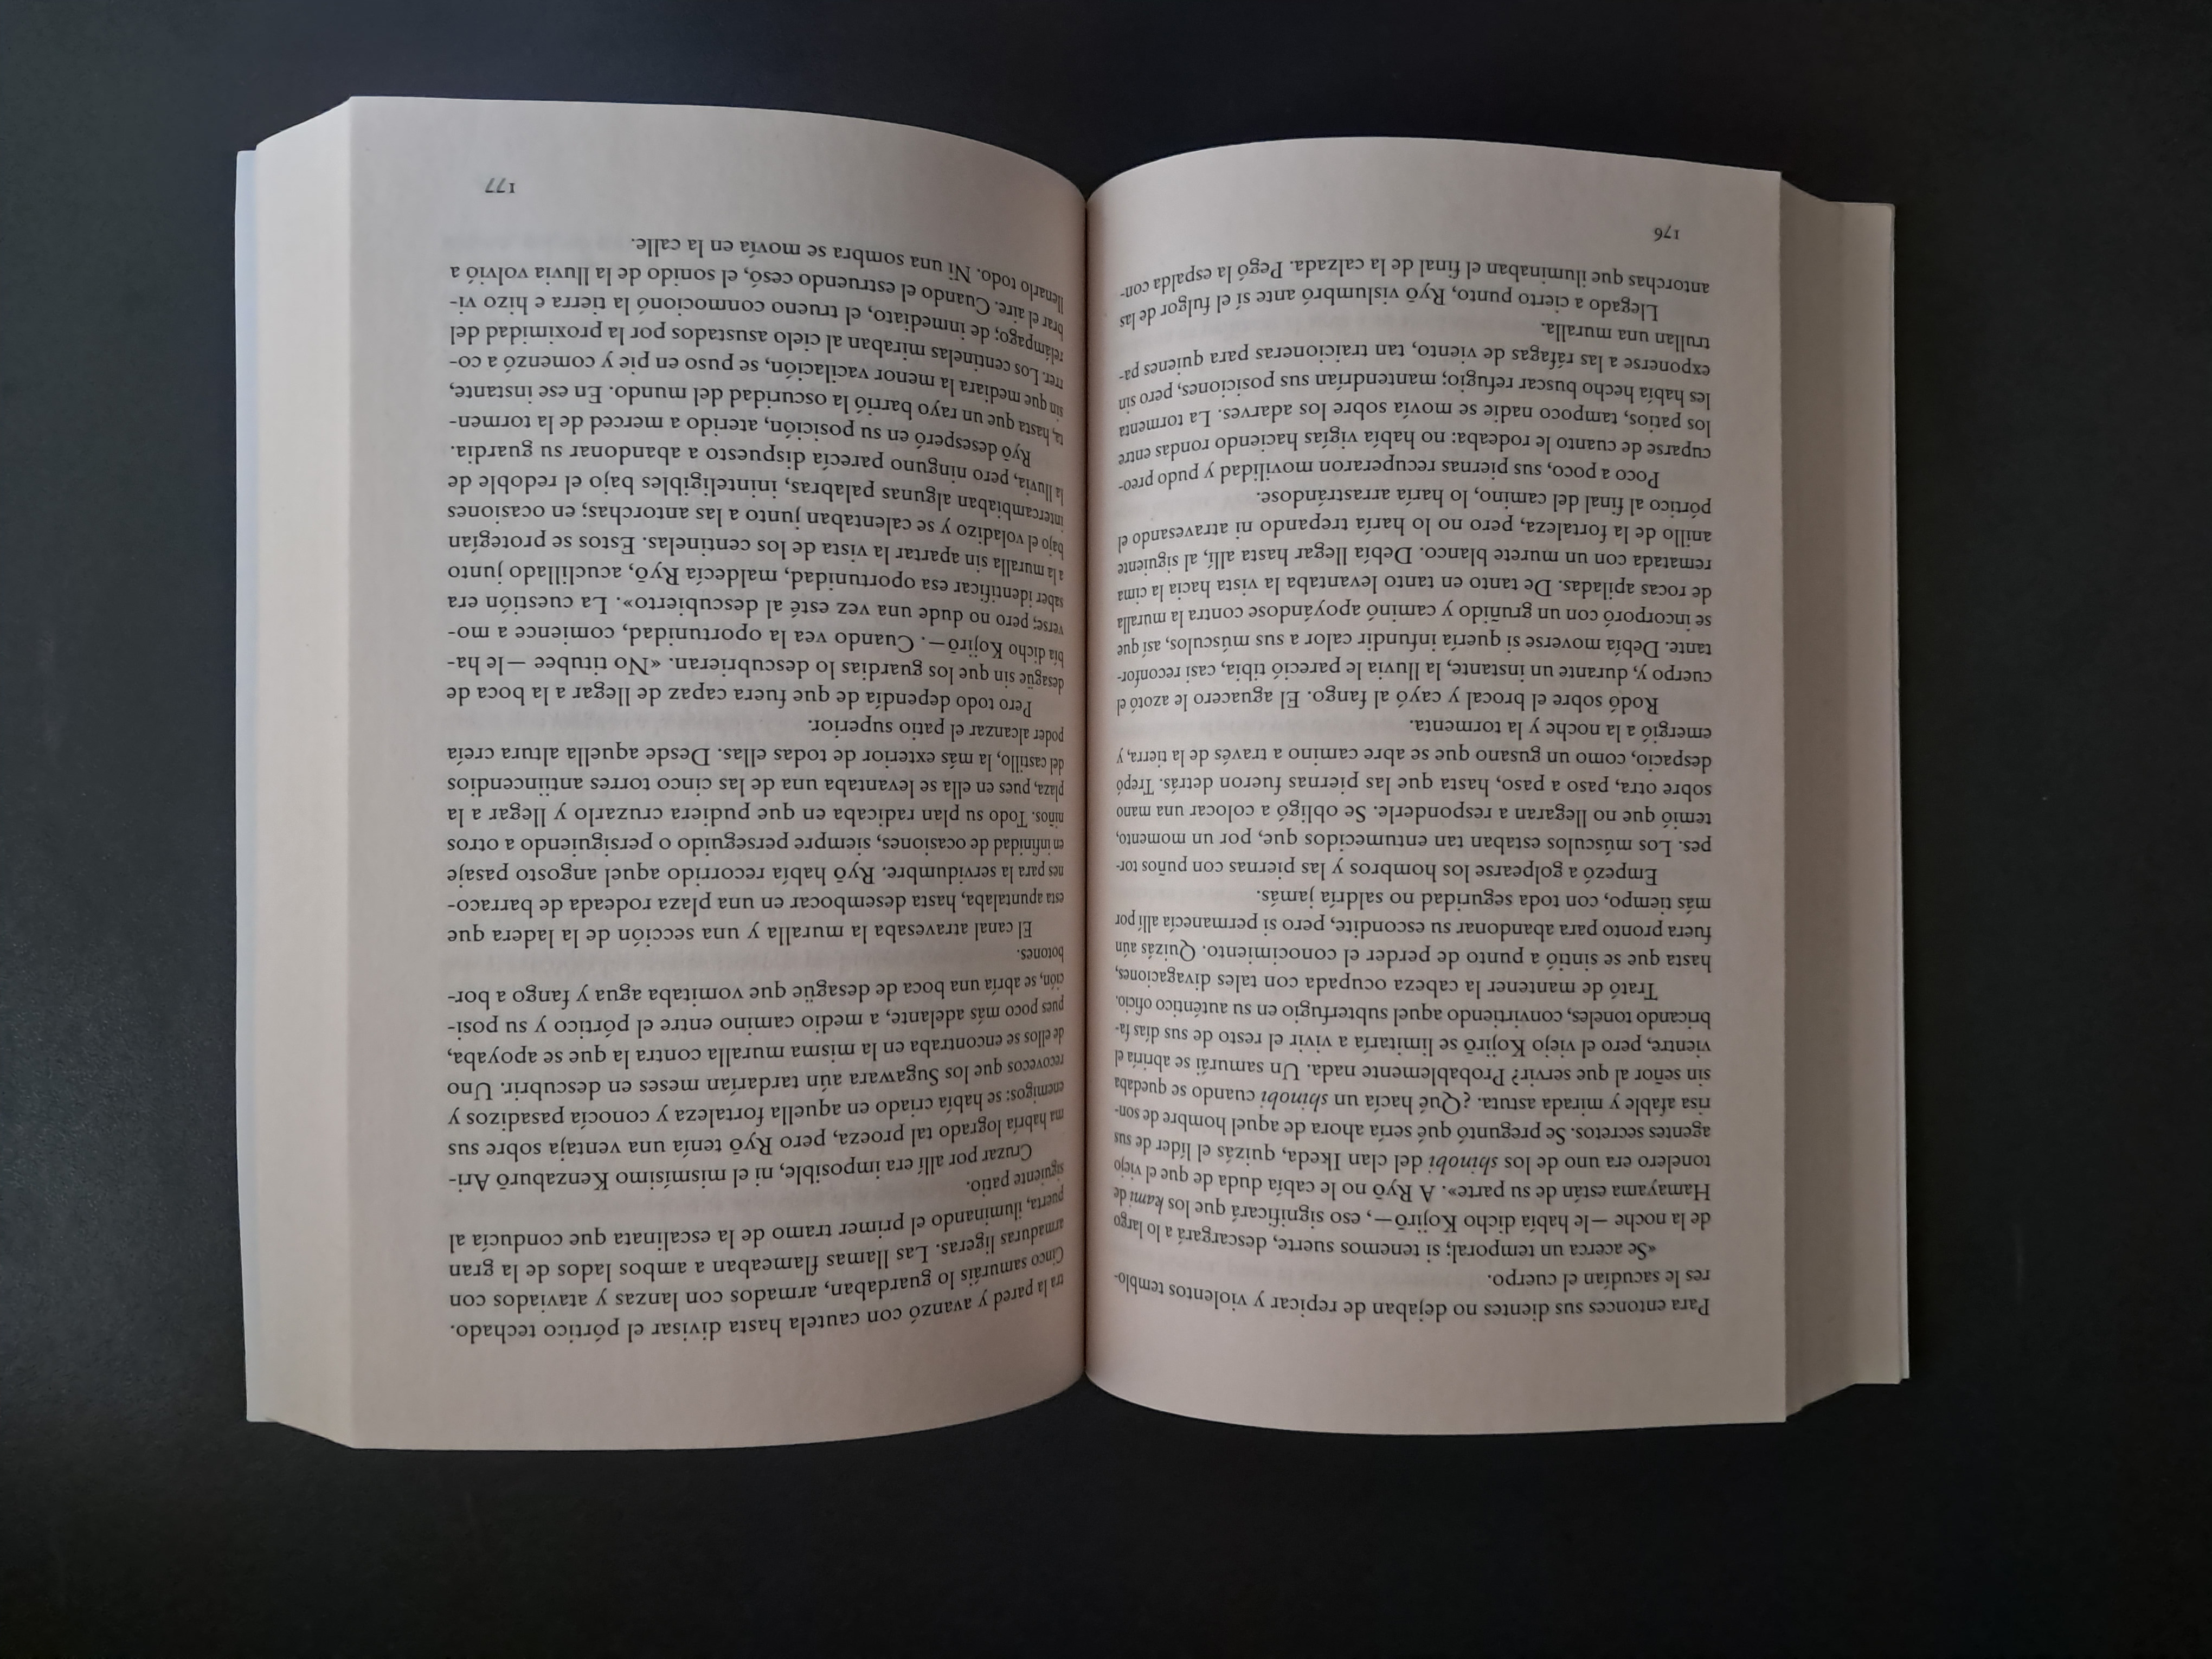 Para entonces sus dientes no dejaban de repicar y violentos temblo-
res le sacudían el cuerpo.
«Se acerca un temporal; si tenemos suerte, descargará a lo largo
de la noche —le había dicho Kojirō—, eso significará que los kami de
Hamayama están de su parte». A Ryō no le cabía duda de que el viejo
tonelero era uno de los shinobi del clan Ikeda, quizás el líder de sus
agentes secretos. Se preguntó qué sería ahora de aquel hombre de son-
risa afable y mirada astuta. ¿Qué hacía un shinobi cuando se quedaba
sin señor al que servir? Probablemente nada. Un samurái se abriría el
vientre, pero el viejo Kojirō se limitaría a vivir el resto de sus días fa-
bricando toneles, convirtiendo aquel subterfugio en su auténtico oficio.
Trató de mantener la cabeza ocupada con tales divagaciones,
hasta que se sintió a punto de perder el conocimiento. Quizás aún
fuera pronto para abandonar su escondite, pero si permanecía allí por
más tiempo, con toda seguridad no saldría jamás.
Empezó a golpearse los hombros y las piernas con puños tor-
pes. Los músculos estaban tan entumecidos que, por un momento,
temió que no llegaran a responderle. Se obligó a colocar una mano
sobre otra, paso a paso, hasta que las piernas fueron detrás. Trepó
despacio, como un gusano que se abre camino a través de la tierra, y
emergió a la noche y la tormenta.
Rodó sobre el brocal y cayó al fango. El aguacero le azotó el
cuerpo y, durante un instante, la lluvia le pareció tibia, casi reconfor-
tante. Debía moverse si quería infundir calor a sus músculos, así que
se incorporó con un gruñido y caminó apoyándose contra la muralla
de rocas apiladas. De tanto en tanto levantaba la vista hacia la cima
rematada con un murete blanco. Debía llegar hasta allí, al siguiente
anillo de la fortaleza, pero no lo haría trepando ni atravesando el
pórtico al final del camino, lo haría arrastrándose.
Poco a poco, sus piernas recuperaron movilidad y pudo preo-
cuparse de cuanto le rodeaba: no había vigías haciendo rondas entre
los patios, tampoco nadie se movía sobre los adarves. La tormenta
les había hecho buscar refugio; mantendrían sus posiciones, pero sin
exponerse a las ráfagas de viento, tan traicioneras para quienes pa-
trullan una muralla.
Llegado a cierto punto, Ryō vislumbró ante sí el fulgor de las
antorchas que iluminaban el final de la calzada. Pegó la espalda con-
176
tra la pared y avanzó con cautela hasta divisar el pórtico techado.
Cinco samuráis lo guardaban, armados con lanzas y ataviados con
armaduras ligeras. Las llamas flameaban a ambos lados de la gran
puerta, iluminando el primer tramo de la escalinata que conducía al
siguiente patio.
Cruzar por allí era imposible, ni el mismísimo Kenzaburō Ari-
ma habría logrado tal proeza, pero Ryō tenía una ventaja sobre sus
enemigos: se había criado en aquella fortaleza y conocía pasadizos y
recovecos que los Sugawara aún tardarían meses en descubrir. Uno
de ellos se encontraba en la misma muralla contra la que se apoyaba,
pues poco más adelante, a medio camino entre el pórtico y su posi-
ción, se abría una boca de desagüe que vomitaba agua y fango a bor-
botones.
El canal atravesaba la muralla y una sección de la ladera que
esta apuntalaba, hasta desembocar en una plaza rodeada de barraco-
nes para la servidumbre. Ryō había recorrido aquel angosto pasaje
en infinidad de ocasiones, siempre perseguido o persiguiendo a otros
niños. Todo su plan radicaba en que pudiera cruzarlo y llegar a la
plaza, pues en ella se levantaba una de las cinco torres antiincendios
del castillo, la más exterior de todas ellas. Desde aquella altura creía
poder alcanzar el patio superior.
Pero todo dependía de que fuera capaz de llegar a la boca de
desagüe sin que los guardias lo descubrieran. «No titubee —le ha-
bía dicho Kojirō—. Cuando vea la oportunidad, comience a mo-
verse; pero no dude una vez esté al descubierto». La cuestión era
saber identificar esa oportunidad, maldecía Ryō, acuclillado junto
a la muralla sin apartar la vista de los centinelas. Estos se protegían
bajo el voladizo y se calentaban junto a las antorchas; en ocasiones
intercambiaban algunas palabras, ininteligibles bajo el redoble de
la lluvia, pero ninguno parecía dispuesto a abandonar su guardia.
Ryō desesperó en su posición, aterido a merced de la tormen-
ta, hasta que un rayo barrió la oscuridad del mundo. En ese instante,
sin que mediara la menor vacilación, se puso en pie y comenzó a co-
rrer. Los centinelas miraban al cielo asustados por la proximidad del
relámpago; de inmediato, el trueno conmocionó la tierra e hizo vi-
brar el aire. Cuando el estruendo cesó, el sonido de la lluvia volvió a
llenarlo todo. Ni una sombra se movía en la calle.
177